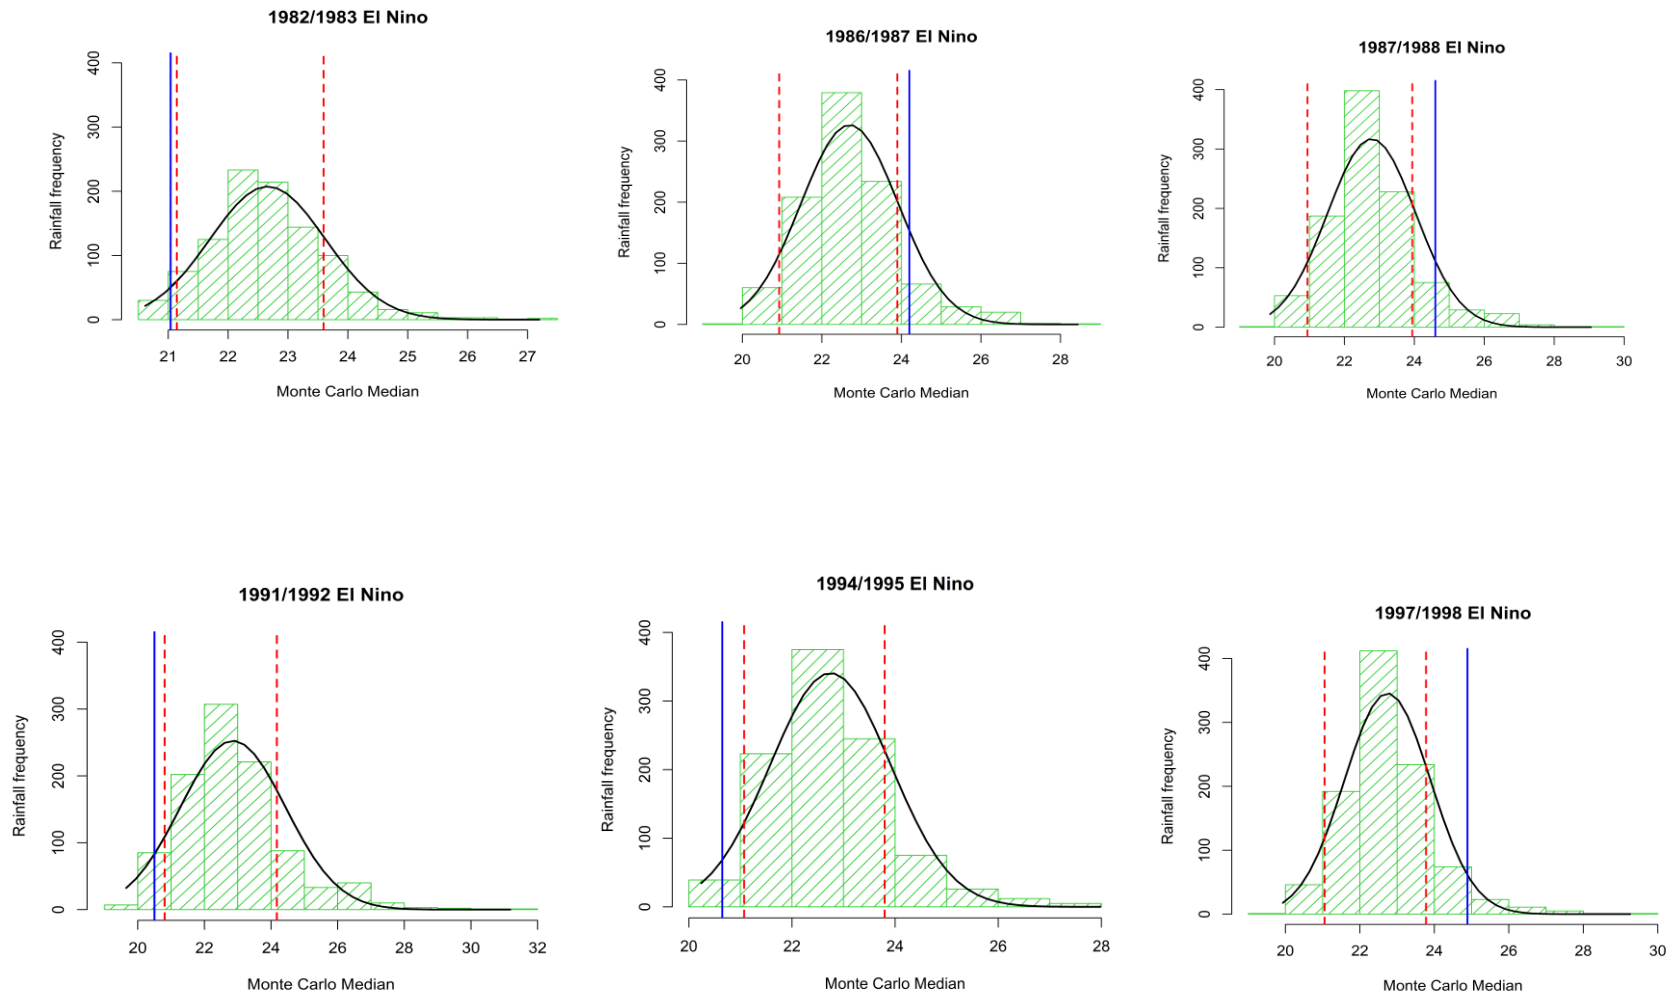 1982/1983 El Nino
Rainfall frequency
0 100 200 300 400
21 22 23 24 25 26 27
Monte Carlo Median
1986/1987 El Nino
Rainfall frequency
0 100 200 300 400
20 22 24 26 28
Monte Carlo Median
1987/1988 El Nino
Rainfall frequency
0 100 200 300 400
20 22 24 26 28 30
Monte Carlo Median
1991/1992 El Nino
Rainfall frequency
0 100 200 300 400
20 22 24 26 28 30 32
Monte Carlo Median
1994/1995 El Nino
Rainfall frequency
0 100 200 300 400
20 22 24 26 28
Monte Carlo Median
1997/1998 El Nino
Rainfall frequency
0 100 200 300 400
20 22 24 26 28 30
Monte Carlo Median